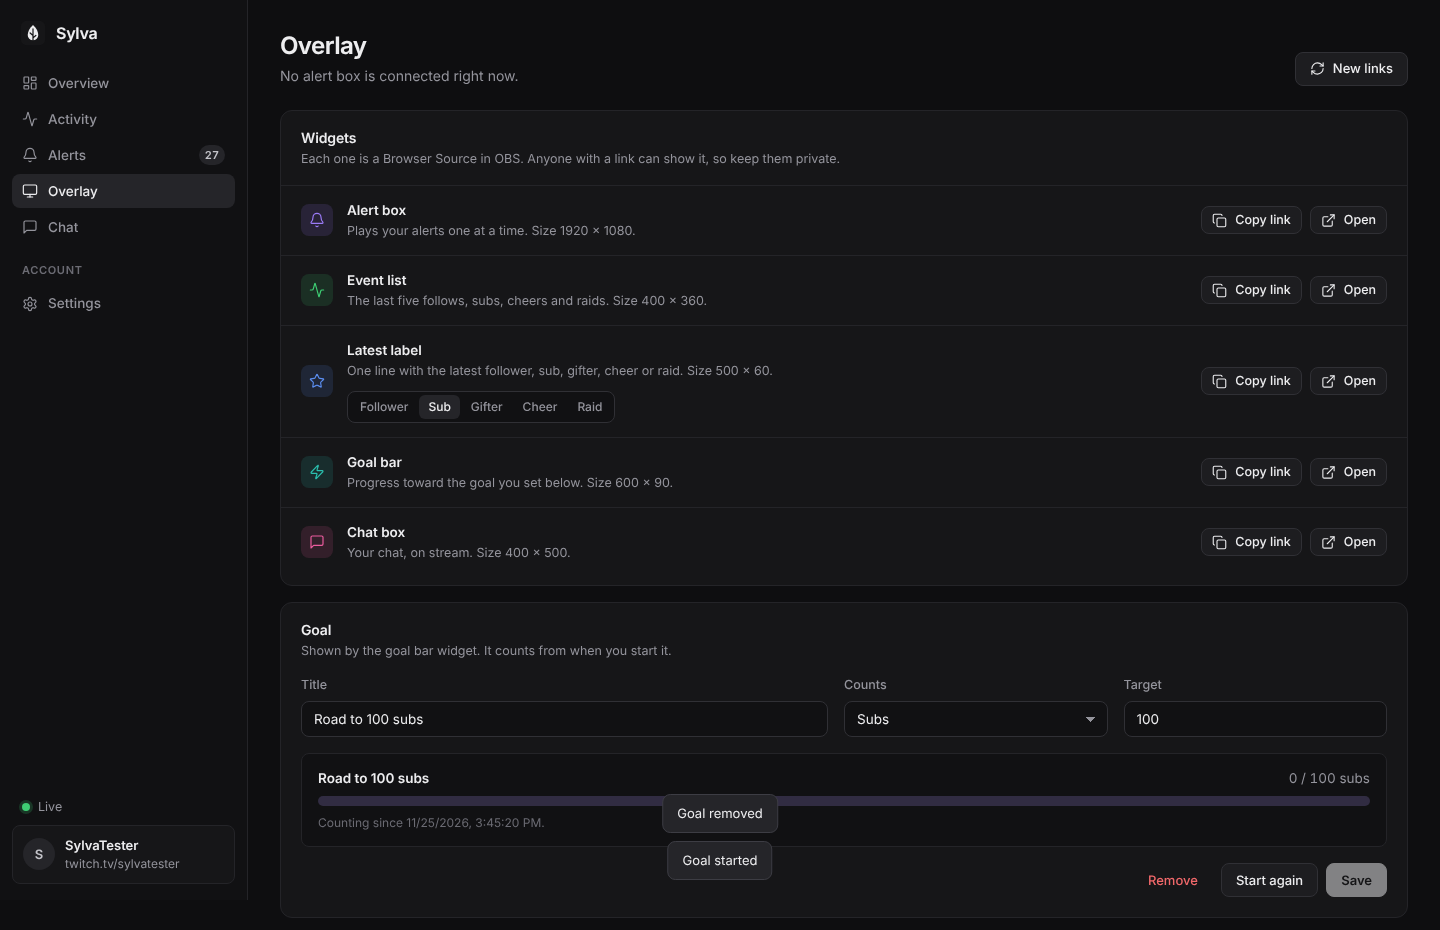 Sylva
Overview
Activity
Alerts 27
Overlay
Chat
ACCOUNT
Settings
Live
S
SylvaTester
twitch.tv/sylvatester
Overlay
No alert box is connected right now.
New links
Widgets
Each one is a Browser Source in OBS. Anyone with a link can show it, so keep them private.
Alert box
Plays your alerts one at a time. Size 1920 × 1080.
Copy link Open
Event list
The last five follows, subs, cheers and raids. Size 400 × 360.
Copy link Open
Latest label
One line with the latest follower, sub, gifter, cheer or raid. Size 500 × 60.
Follower Sub Gifter Cheer Raid
Copy link Open
Goal bar
Progress toward the goal you set below. Size 600 × 90.
Copy link Open
Chat box
Your chat, on stream. Size 400 × 500.
Copy link Open
Goal
Shown by the goal bar widget. It counts from when you start it.
Title Counts Target
Road to 100 subs Subs 100
Road to 100 subs 0 / 100 subs
Counting since 11/25/2026, 3:45:20 PM.
Goal removed
Goal started
Remove Start again Save